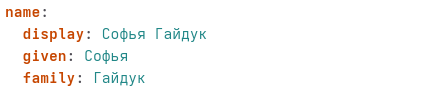 name:
  display: Софья Гайдук
  given: Софья
  family: Гайдук